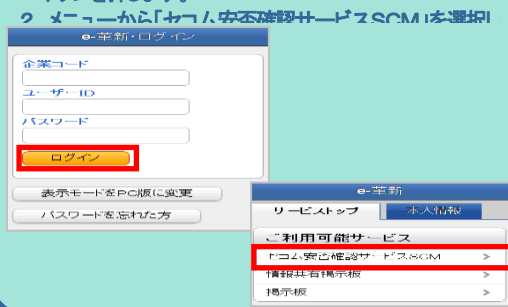 2．メニューから「セコム安否確認サービスSCM」を選択し
e-革新・ログイン
企業コード
ユーザーID
パスワード
ログイン
表示モードをPC版に変更
パスワードを忘れた方
e-革新
サービストップ
本人情報
ご利用可能サービス
セコム安否確認サービスSCM >
情報共有掲示板 >
掲示板 >